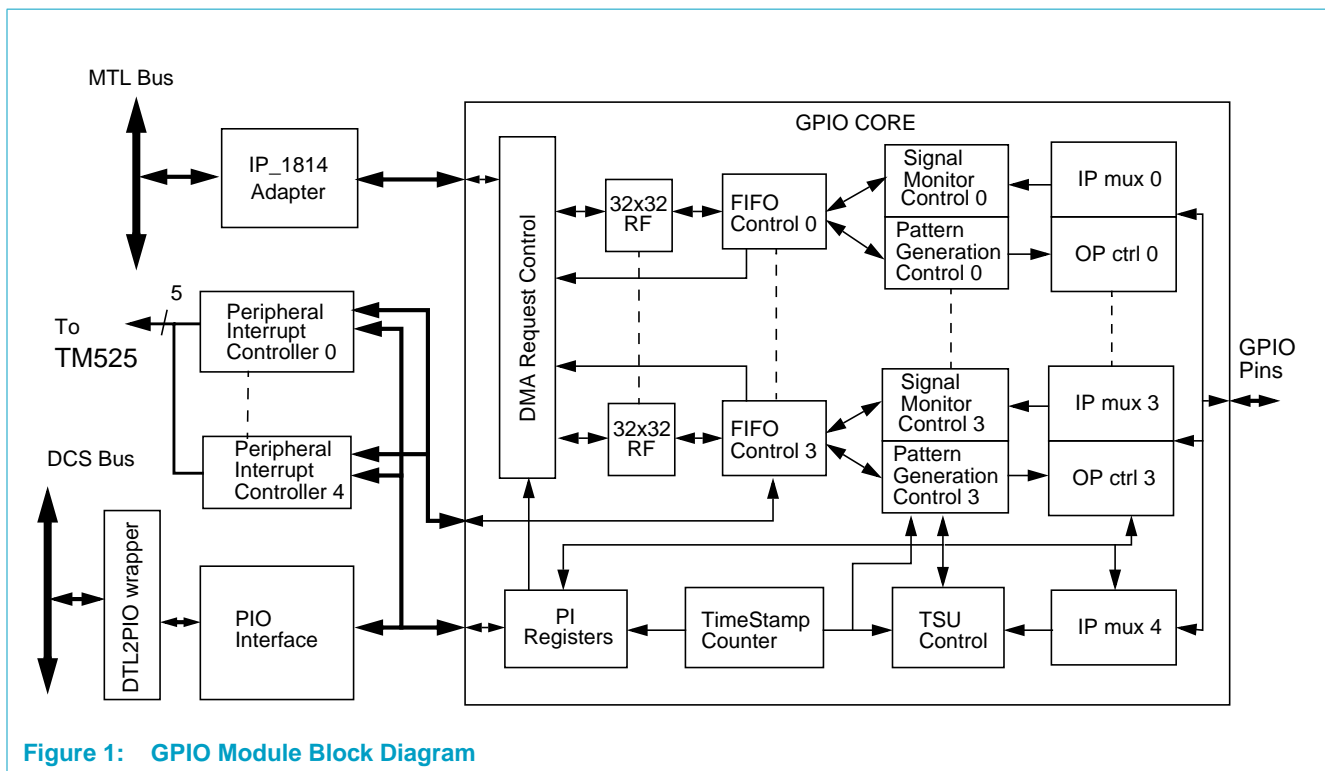 MTL Bus
IP_1814
Adapter
GPIO CORE
DMA Request Control
32x32
RF
FIFO
Control 0
Signal
Monitor
Control 0
Pattern
Generation
Control 0
IP mux 0
OP ctrl 0
5
To
TM525
Peripheral
Interrupt
Controller 0
Peripheral
Interrupt
Controller 4
32x32
RF
FIFO
Control 3
Signal
Monitor
Control 3
Pattern
Generation
Control 3
IP mux 3
OP ctrl 3
GPIO
Pins
DCS Bus
DTL2PIO wrapper
PIO
Interface
PI
Registers
TimeStamp
Counter
TSU
Control
IP mux 4
Figure 1: GPIO Module Block Diagram